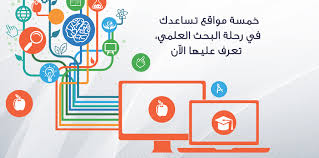 خمسة مواقع تساعدك
في رحلة البحث العلمي،
تعرف عليها الآن
A